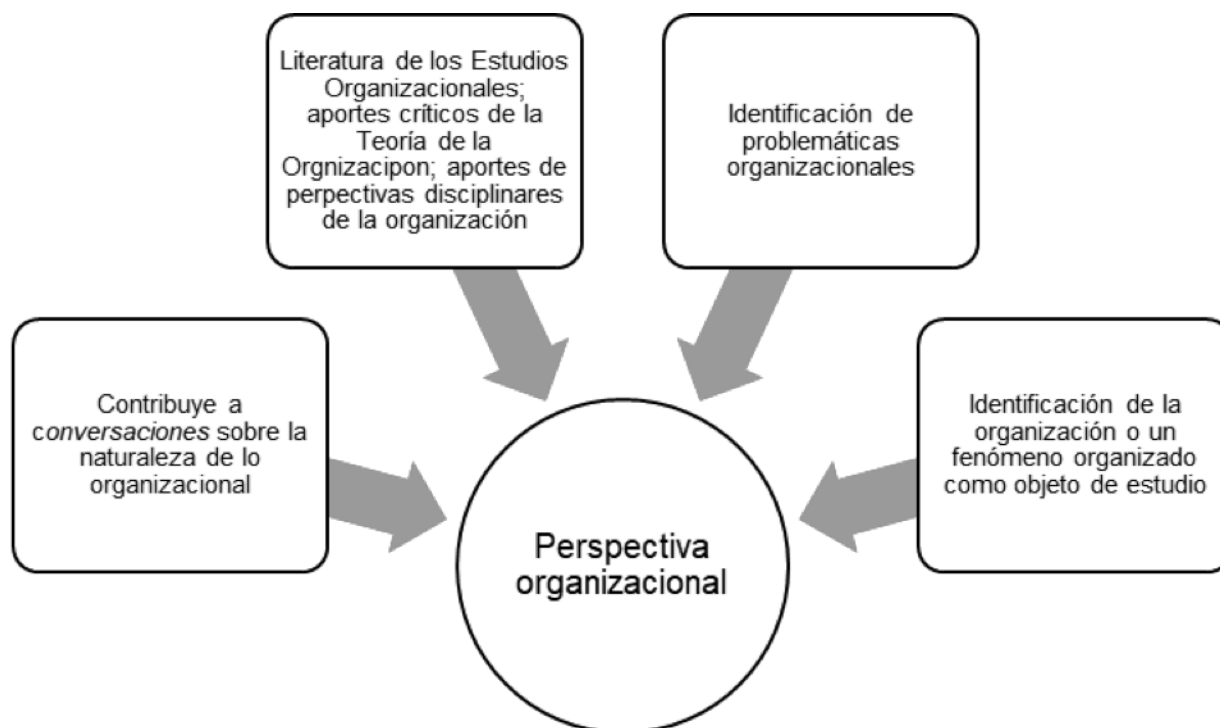 Literatura de los Estudios
Organizacionales;
aportes críticos de la
Teoría de la
Orgnizacipon; aportes de
perpectivas disciplinares
de la organización
Identificación de
problemáticas
organizacionales
Contribuye a
conversaciones sobre la
naturaleza de lo
organizacional
Identificación de la
organización o un
fenómeno organizado
como objeto de estudio
Perspectiva
organizacional